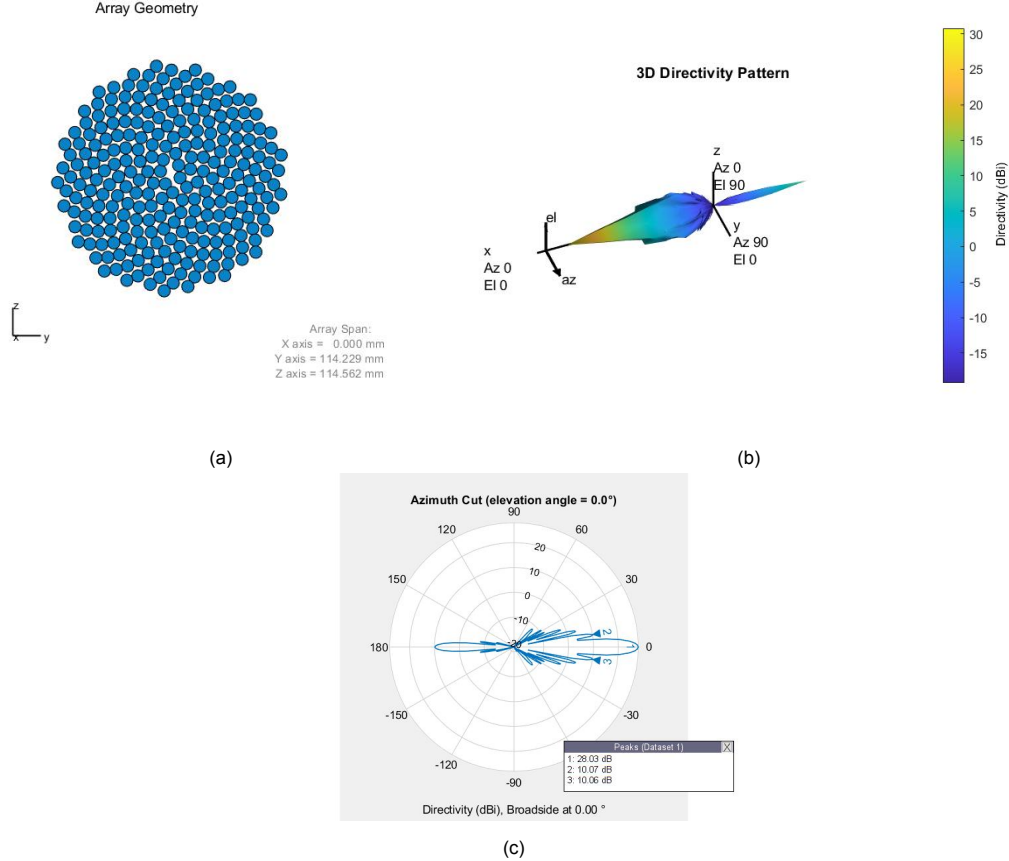 Array Geometry
z
x y
Array Span:
X axis = 0.000 mm
Y axis = 114.229 mm
Z axis = 114.562 mm
(a)
3D Directivity Pattern
z
Az 0
El 90
y
Az 90
El 0
el
x
Az 0
El 0
az
30
25
20
15
10
5
0
-5
-10
-15
Directivity (dBi)
(b)
Azimuth Cut (elevation angle = 0.0°)
90
120 60
20
150 10 30
0
-10
2
180 -20 1 0
3
-150 -30
-120 -60
-90
Peaks (Dataset 1) X
1: 28.03 dB
2: 10.07 dB
3: 10.06 dB
Directivity (dBi), Broadside at 0.00 °
(c)